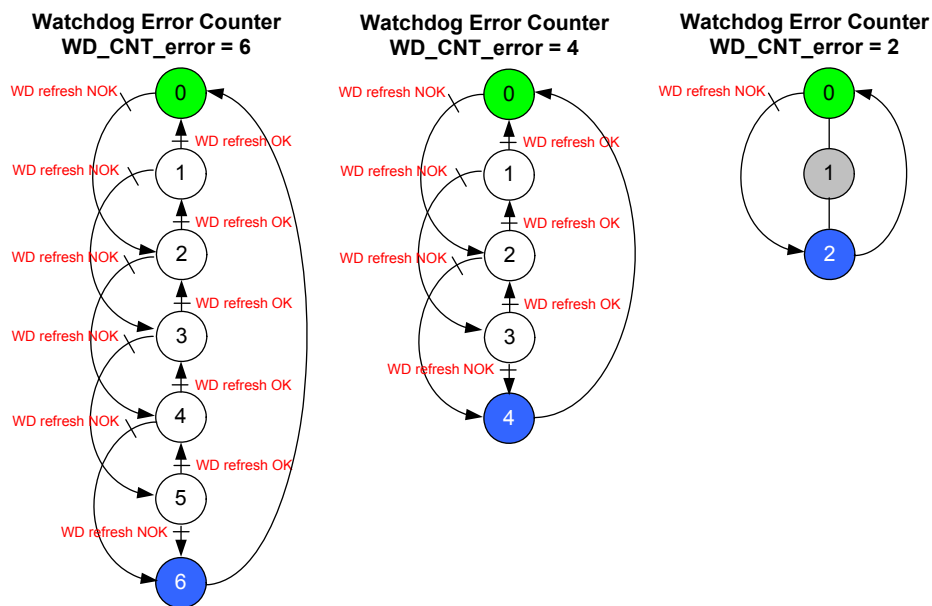 Watchdog Error Counter
WD_CNT_error = 6
WD refresh NOK
0
WD refresh OK
WD refresh NOK
1
WD refresh OK
WD refresh NOK
2
WD refresh OK
WD refresh NOK
3
WD refresh OK
WD refresh NOK
4
WD refresh OK
5
WD refresh NOK
6
Watchdog Error Counter
WD_CNT_error = 4
WD refresh NOK
0
WD refresh OK
WD refresh NOK
1
WD refresh OK
WD refresh NOK
2
WD refresh OK
3
WD refresh NOK
4
Watchdog Error Counter
WD_CNT_error = 2
WD refresh NOK
0
1
2